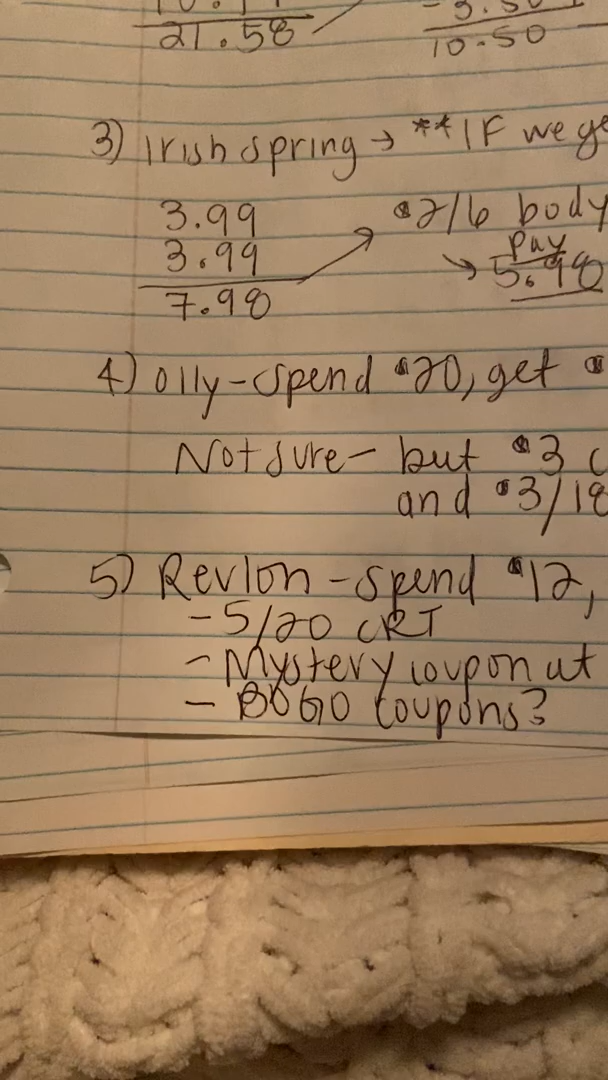 21.58
10.50
3) Irish spring → **IF we ge
3.99
3.99
7.98
$2/6 body
pay
→ 5.98
4) Olly - spend $20, get $
Not sure - but $3 c
and $3/18
5) Revlon - spend $12,
- 5/20 CRT
- Mystery coupon at
- BOGO coupons?